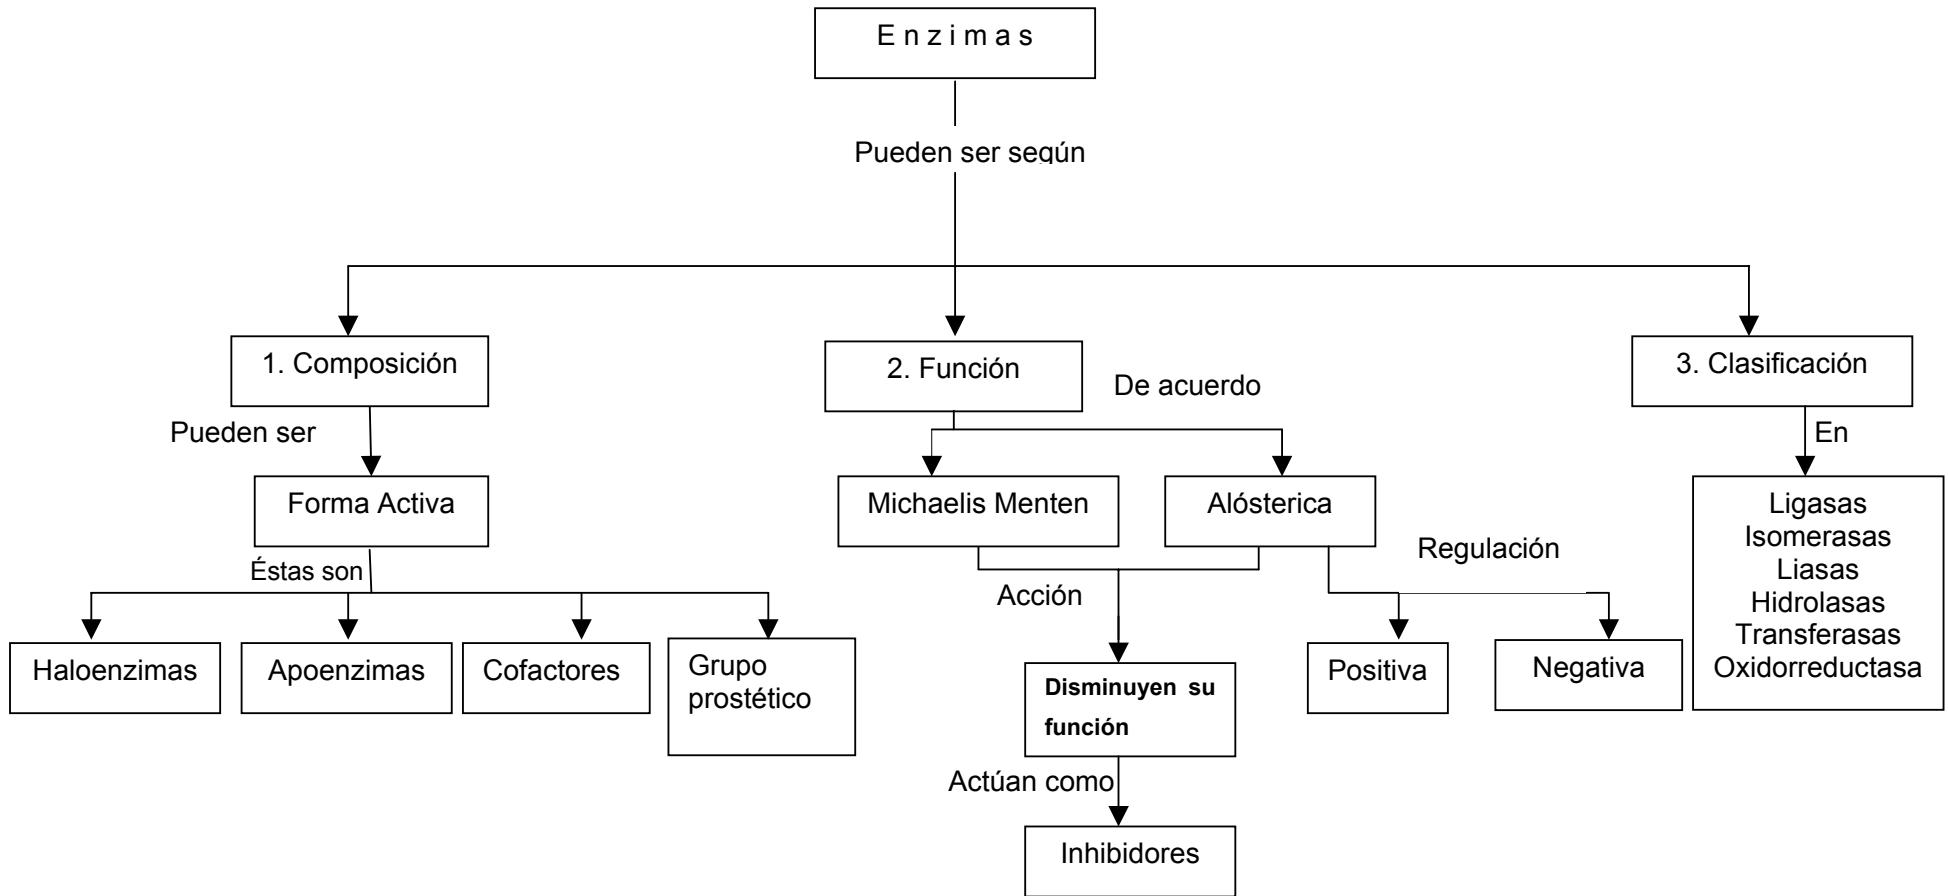 E n z i m a s
Pueden ser según
1. Composición
2. Función
3. Clasificación
De acuerdo
Pueden ser
En
Forma Activa
Michaelis Menten
Alósterica
Ligasas
Isomerasas
Liasas
Hidrolasas
Transferasas
Oxidorreductasa
Éstas son
Acción
Regulación
Haloenzimas
Apoenzimas
Cofactores
Grupo
prostético
Disminuyen su
función
Positiva
Negativa
Actúan como
Inhibidores